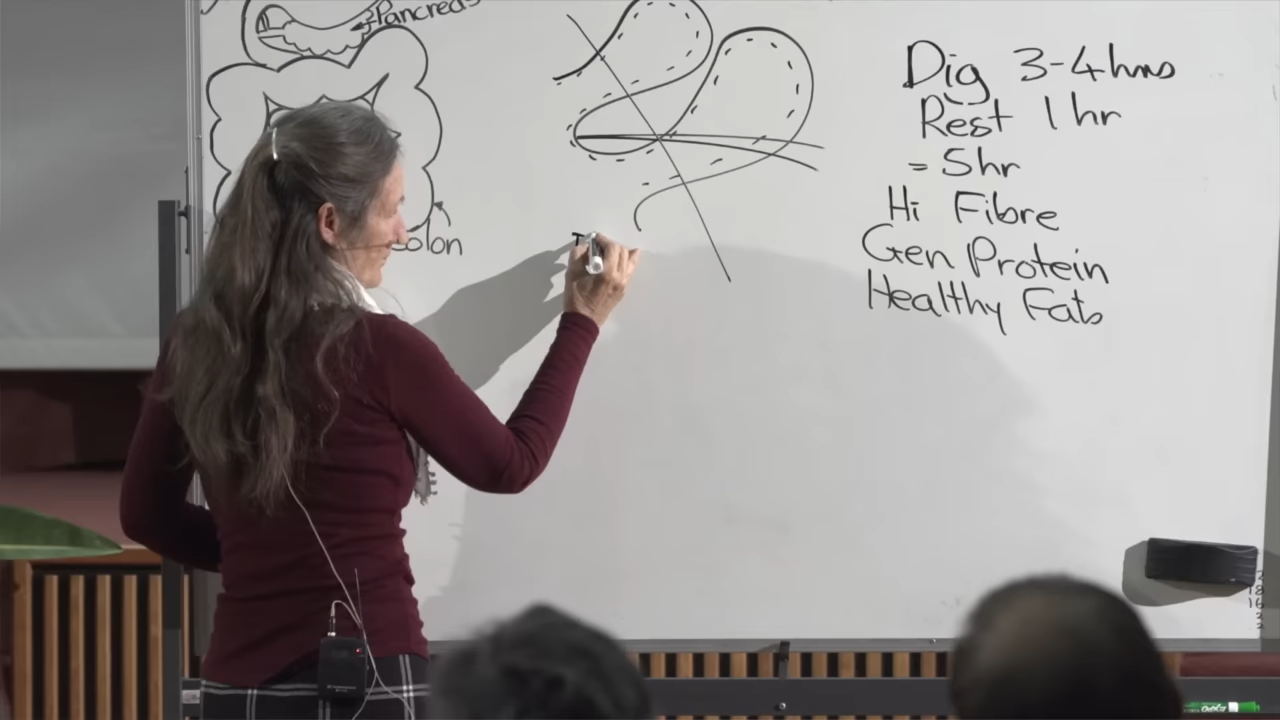 Pancreas
colon
T
Dig 3-4 hrs
Rest 1 hr
= 5hr
Hi Fibre
Gen Protein
Healthy Fats